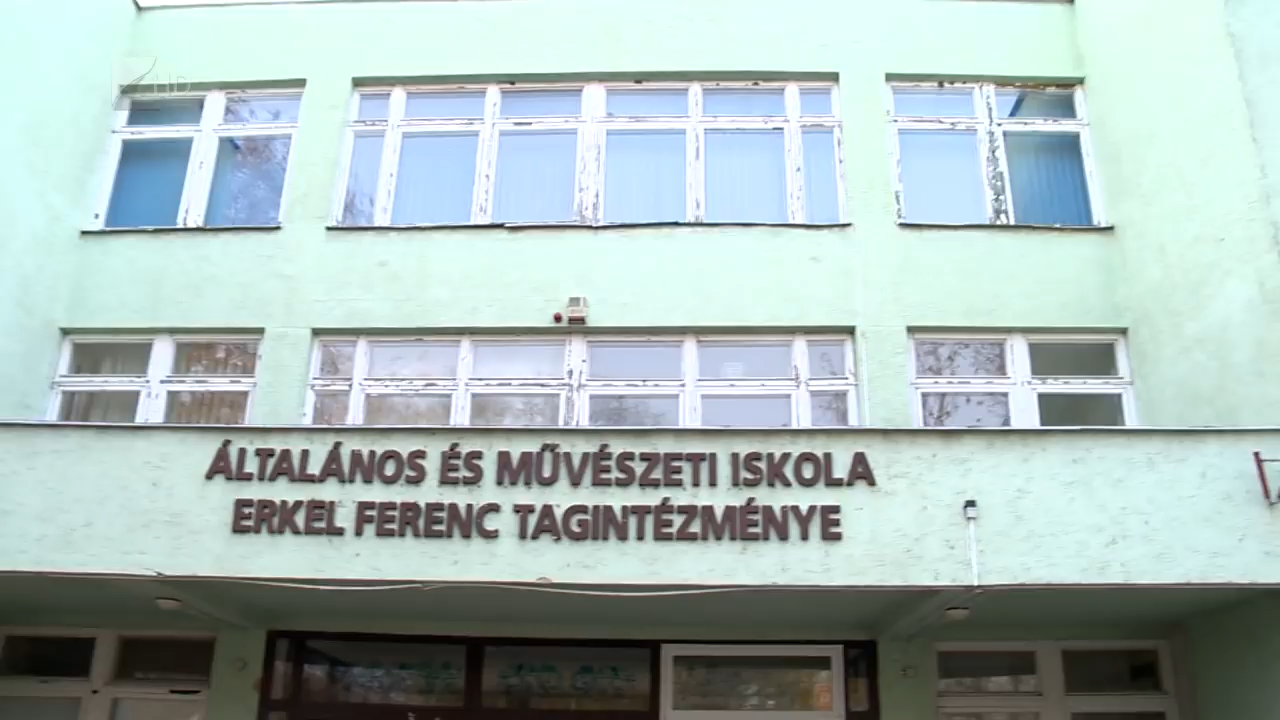 ÁLTALÁNOS ÉS MŰVÉSZETI ISKOLA
ERKEL FERENC TAGINTÉZMÉNYE